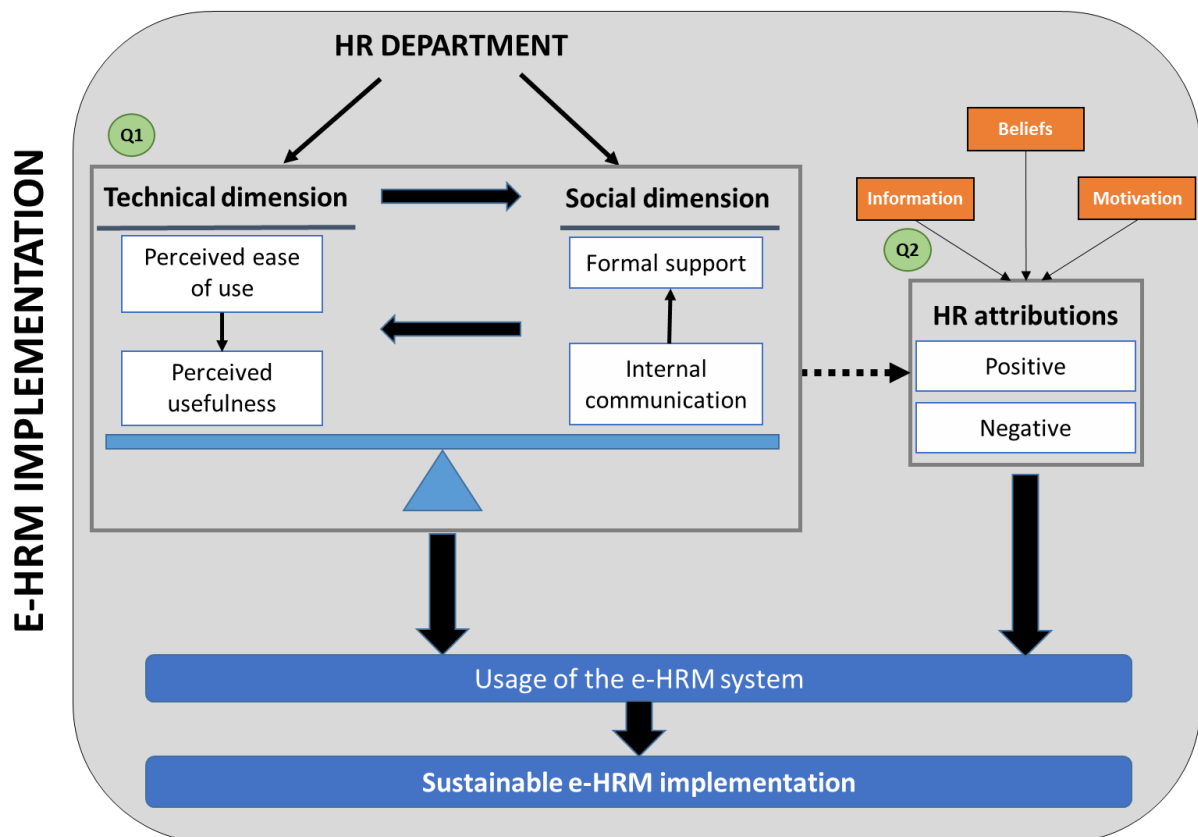 E-HRM IMPLEMENTATION
HR DEPARTMENT
Q1
Technical dimension
Social dimension
Perceived ease
of use
Perceived
usefulness
Formal support
Internal
communication
Beliefs
Information
Motivation
Q2
HR attributions
Positive
Negative
Usage of the e-HRM system
Sustainable e-HRM implementation